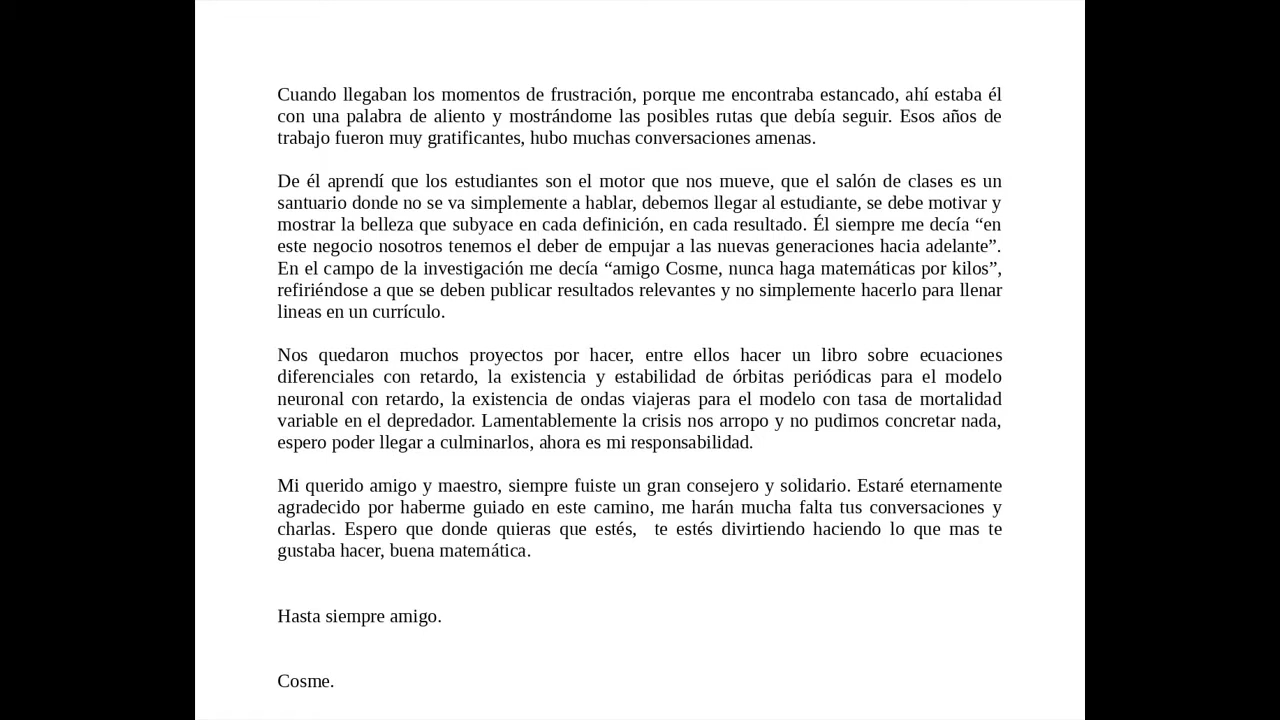 Cuando llegaban los momentos de frustración, porque me encontraba estancado, ahí estaba él
con una palabra de aliento y mostrándome las posibles rutas que debía seguir. Esos años de
trabajo fueron muy gratificantes, hubo muchas conversaciones amenas.
De él aprendí que los estudiantes son el motor que nos mueve, que el salón de clases es un
santuario donde no se va simplemente a hablar, debemos llegar al estudiante, se debe motivar y
mostrar la belleza que subyace en cada definición, en cada resultado. Él siempre me decía “en
este negocio nosotros tenemos el deber de empujar a las nuevas generaciones hacia adelante”.
En el campo de la investigación me decía “amigo Cosme, nunca haga matemáticas por kilos”,
refiriéndose a que se deben publicar resultados relevantes y no simplemente hacerlo para llenar
lineas en un currículo.
Nos quedaron muchos proyectos por hacer, entre ellos hacer un libro sobre ecuaciones
diferenciales con retardo, la existencia y estabilidad de órbitas periódicas para el modelo
neuronal con retardo, la existencia de ondas viajeras para el modelo con tasa de mortalidad
variable en el depredador. Lamentablemente la crisis nos arropo y no pudimos concretar nada,
espero poder llegar a culminarlos, ahora es mi responsabilidad.
Mi querido amigo y maestro, siempre fuiste un gran consejero y solidario. Estaré eternamente
agradecido por haberme guiado en este camino, me harán mucha falta tus conversaciones y
charlas. Espero que donde quieras que estés,  te estés divirtiendo haciendo lo que mas te
gustaba hacer, buena matemática.
Hasta siempre amigo.
Cosme.